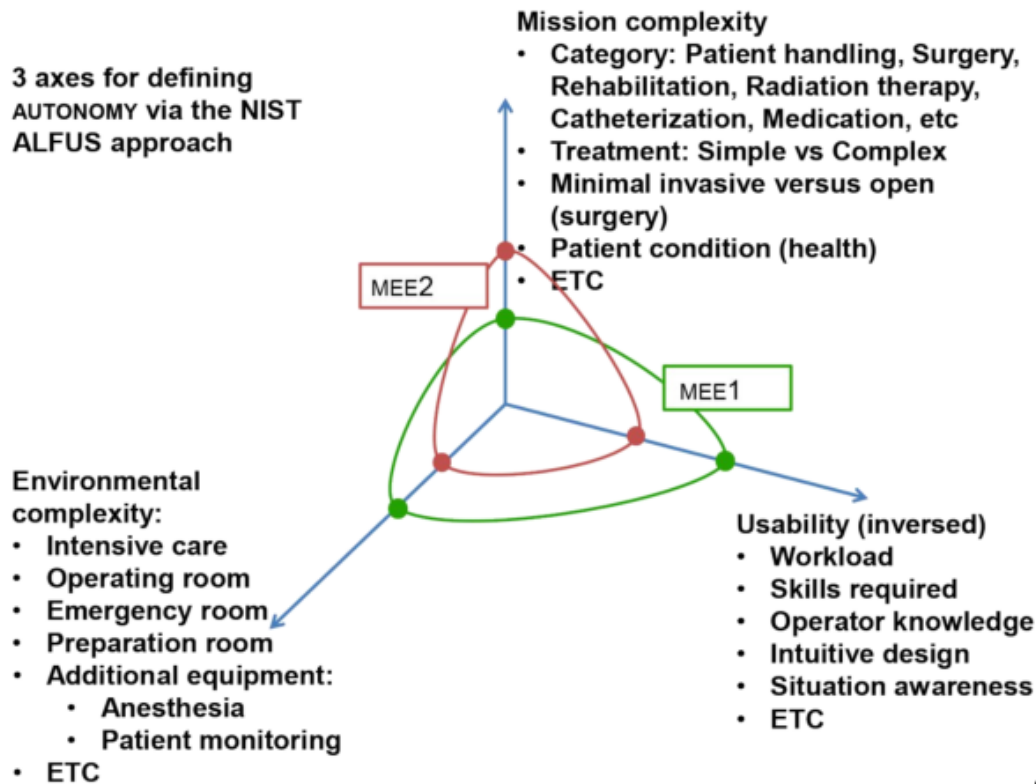 3 axes for defining
AUTONOMY via the NIST
ALFUS approach
Mission complexity
• Category: Patient handling, Surgery,
Rehabilitation, Radiation therapy,
Catheterization, Medication, etc
• Treatment: Simple vs Complex
• Minimal invasive versus open
(surgery)
• Patient condition (health)
• ETC
MEE2
MEE1
Environmental
complexity:
• Intensive care
• Operating room
• Emergency room
• Preparation room
• Additional equipment:
• Anesthesia
• Patient monitoring
• ETC
Usability (inversed)
• Workload
• Skills required
• Operator knowledge
• Intuitive design
• Situation awareness
• ETC